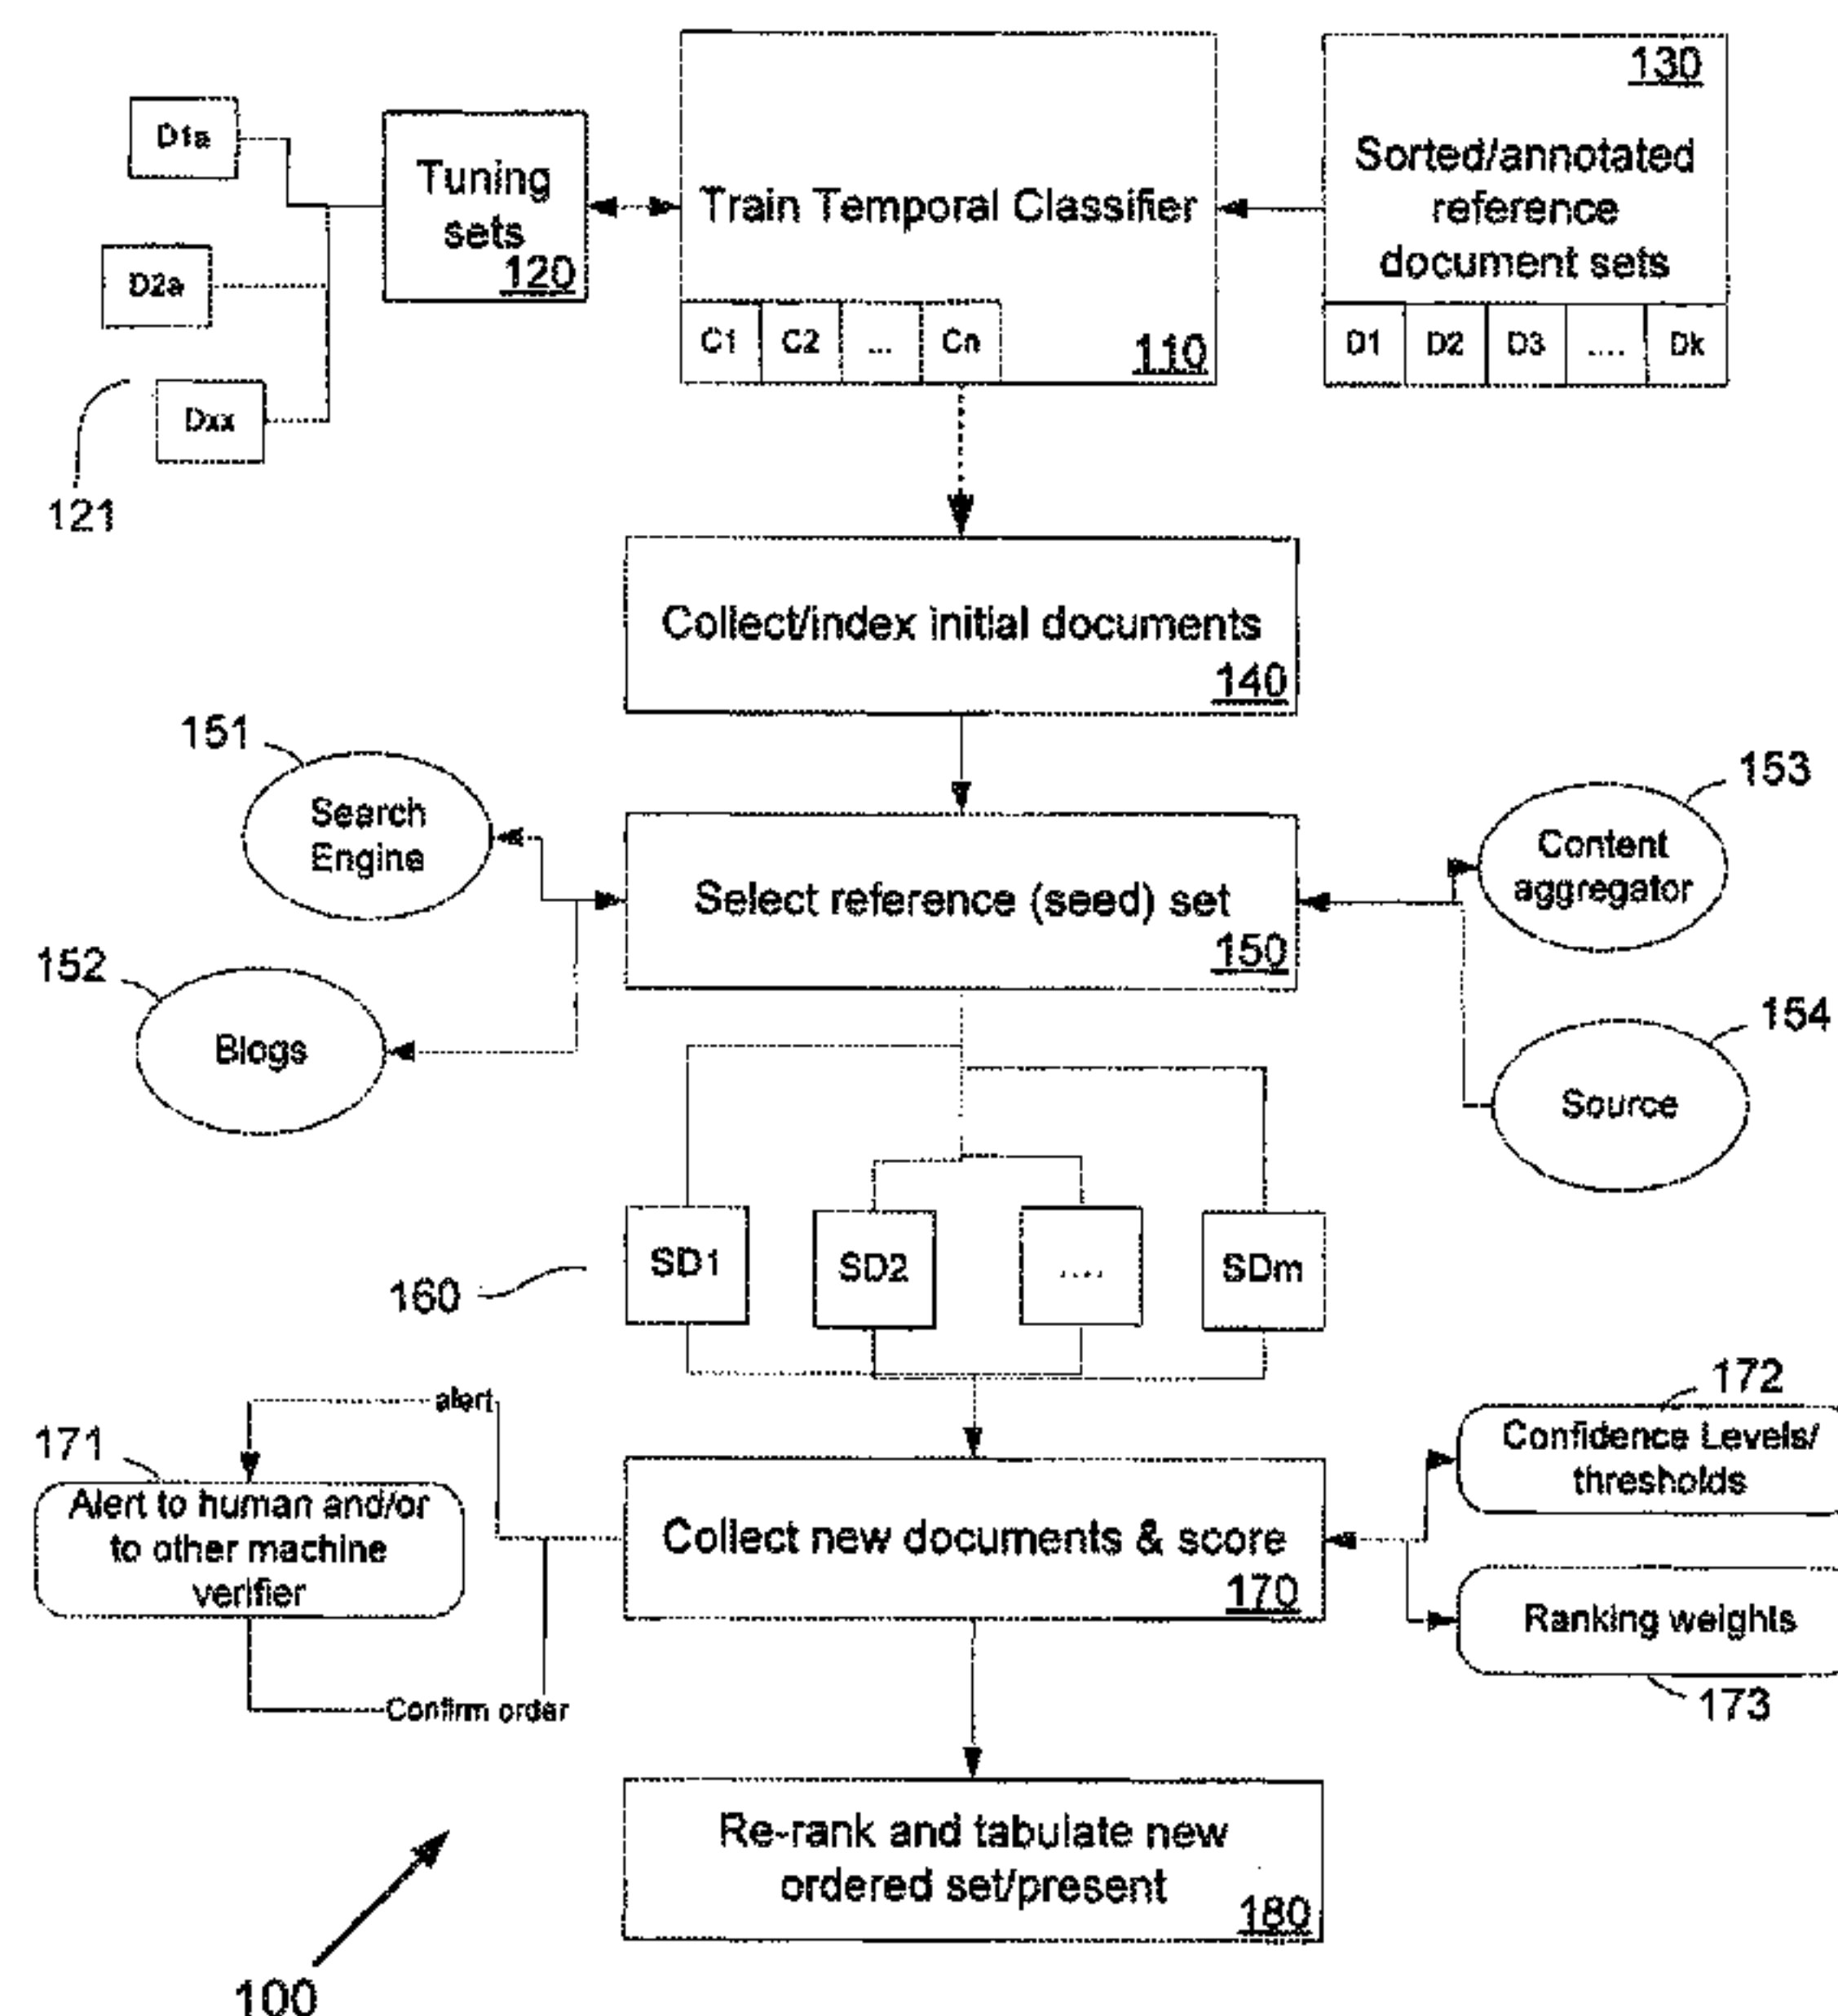 130
D1a
Tuning
sets
120
Train Temporal Classifier
Sorted/annotated
reference
document sets
D2a
C1 C2 ... Cn
110
D1 D2 D3 .... Dk
Dxx
121
Collect/index initial documents
140
151
Search
Engine
153
Content
aggregator
Select reference (seed) set
150
152
Blogs
154
Source
160
SD1 SD2 .... SDm
alert
171
Alert to human and/or
to other machine
verifier
172
Confidence Levels/
thresholds
Collect new documents & score
170
Ranking weights
173
Confirm order
Re-rank and tabulate new
ordered set/present
180
100